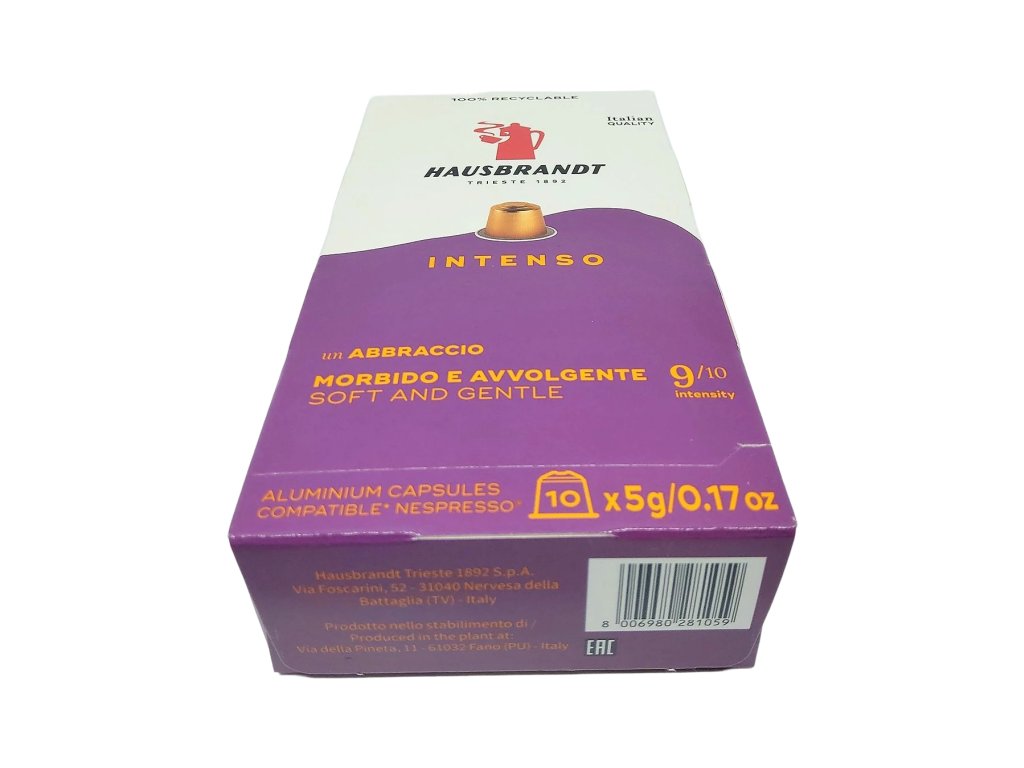 100% RECYCLABLE
Italian
QUALITY
HAUSBRANDT
TRIESTE 1892
INTENSO
un ABBRACCIO
MORBIDO E AVVOLGENTE
SOFT AND GENTLE
9/10
intensity
ALUMINIUM CAPSULES
COMPATIBLE* NESPRESSO®
10 x 5g/0.17 oz
Hausbrandt Trieste 1892 S.p.A.
Via Foscarini, 52 - 31040 Nervesa della
Battaglia (TV) - Italy
Prodotto nello stabilimento di /
Produced in the plant at:
Via della Pineta, 11 - 61032 Fano (PU) - Italy
8 006980 281059
EAC